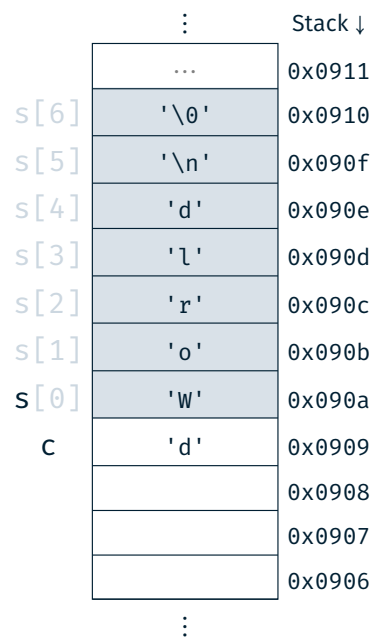 ⋮ Stack ↓
... 0x0911
s[6] '\0' 0x0910
s[5] '\n' 0x090f
s[4] 'd' 0x090e
s[3] 'l' 0x090d
s[2] 'r' 0x090c
s[1] 'o' 0x090b
s[0] 'W' 0x090a
c 'd' 0x0909
0x0908
0x0907
0x0906
⋮